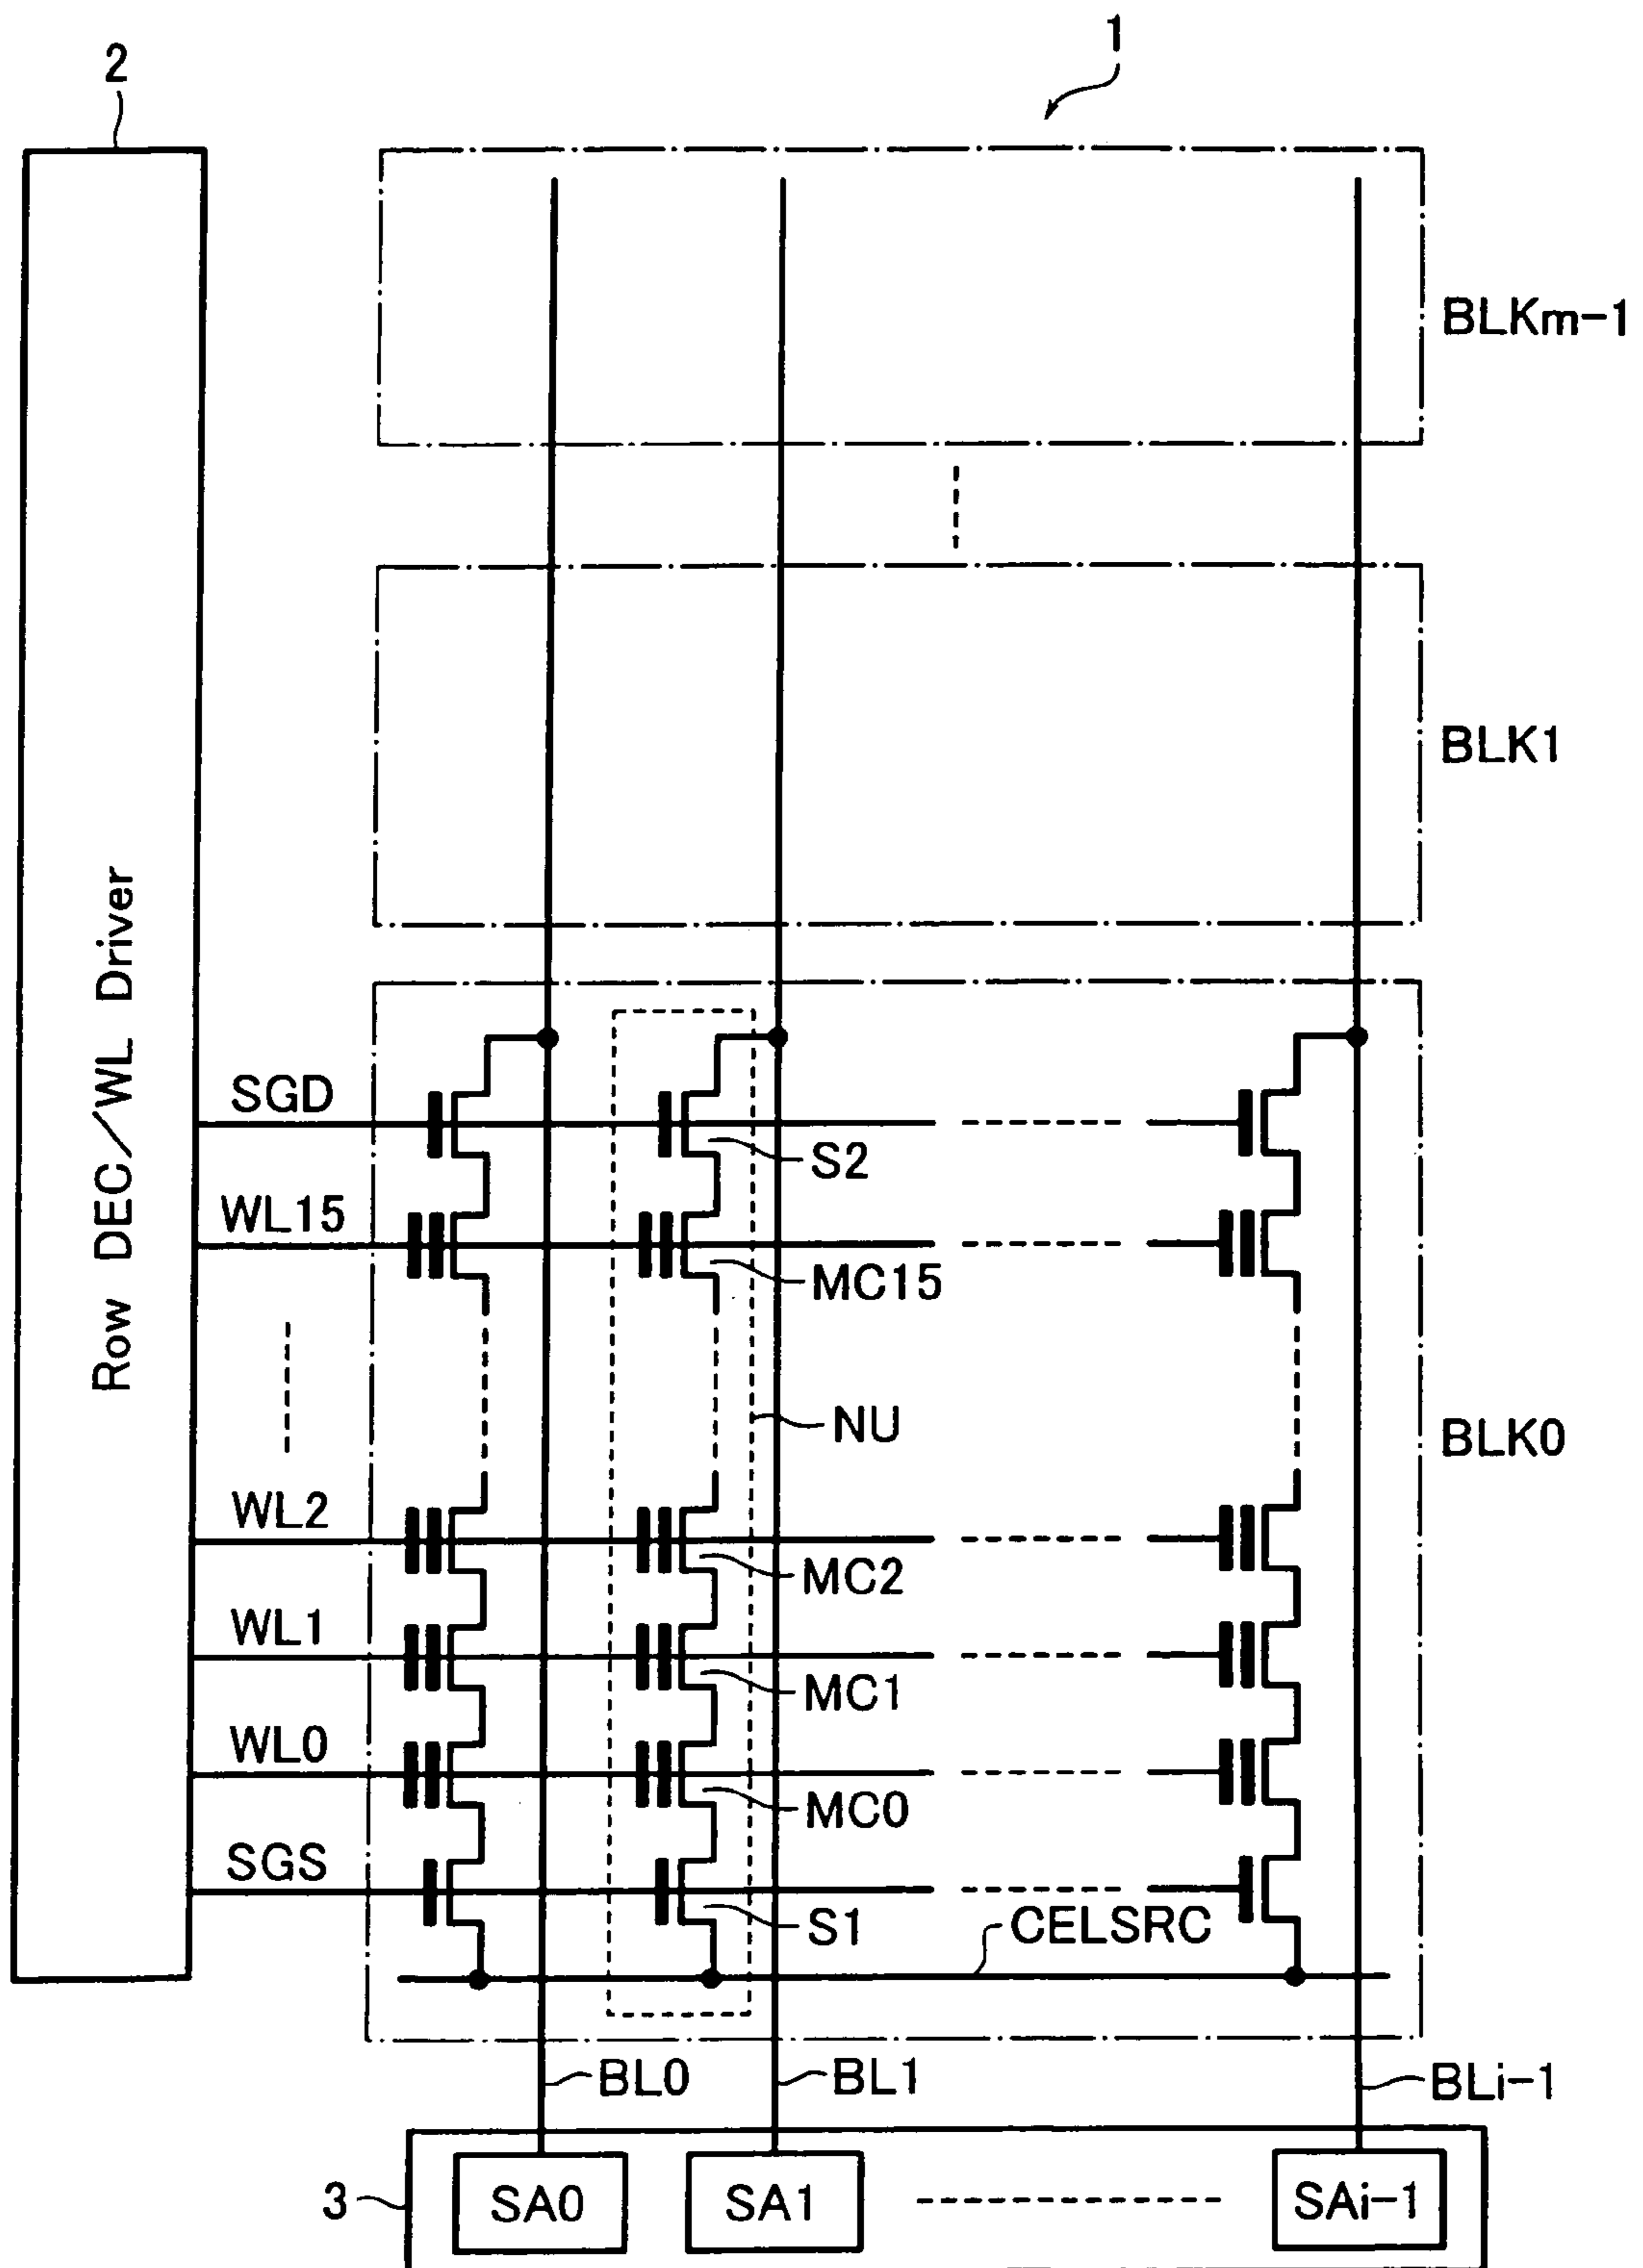 1
2
BLKm-1
BLK1
Row DEC/WL Driver
SGD
S2
WL15
MC15
NU
BLK0
WL2
MC2
WL1
MC1
WL0
MC0
SGS
S1
CELSRC
BL0
BL1
BLi-1
3
SA0
SA1
SAi-1